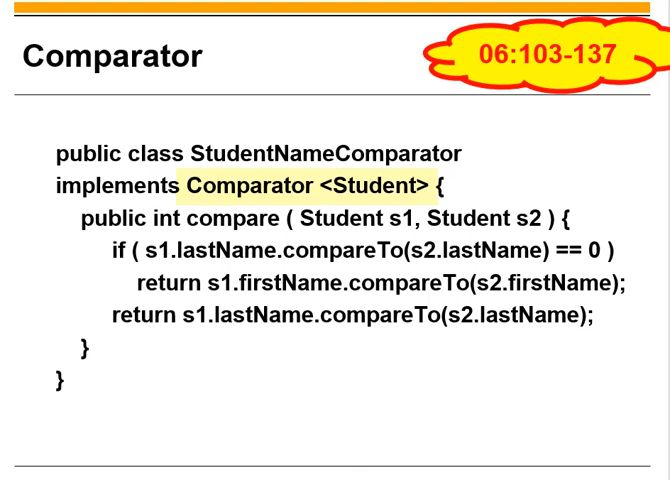 Comparator
06:103-137
public class StudentNameComparator
implements Comparator <Student> {
public int compare ( Student s1, Student s2 ) {
if ( s1.lastName.compareTo(s2.lastName) == 0 )
return s1.firstName.compareTo(s2.firstName);
return s1.lastName.compareTo(s2.lastName);
}
}